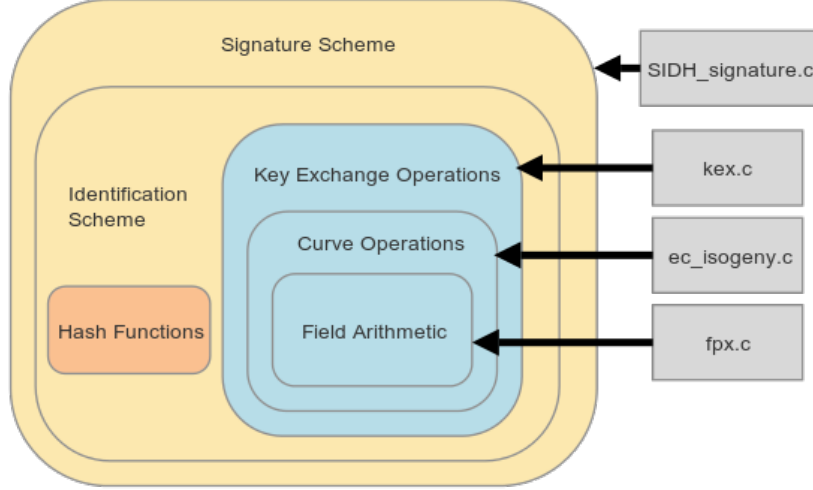 Signature Scheme
SIDH_signature.c
Key Exchange Operations
kex.c
Identification
Scheme
Curve Operations
ec_isogeny.c
Hash Functions
Field Arithmetic
fpx.c